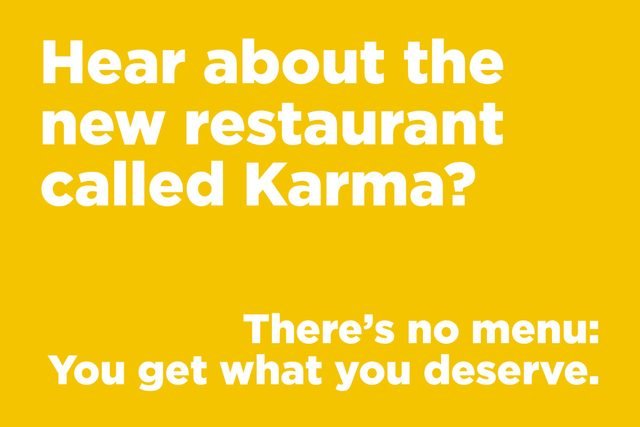 Hear about the
new restaurant
called Karma?
There’s no menu:
You get what you deserve.